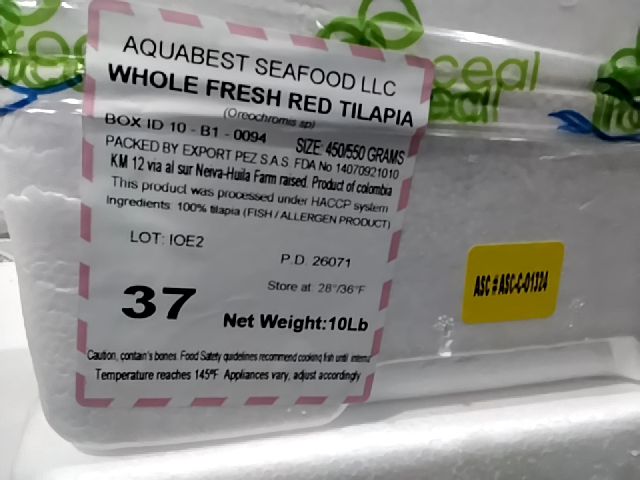 AQUABEST SEAFOOD LLC
WHOLE FRESH RED TILAPIA
(Oreochromis sp)
BOX ID 10 - B1 - 0094
SIZE: 450/550 GRAMS
PACKED BY EXPORT PEZ S.A.S. FDA No 14070921010
KM 12 via al sur Neiva-Huila Farm raised. Product of colombia
This product was processed under HACCP system
Ingredients: 100% tilapia (FISH / ALLERGEN PRODUCT)
LOT: IOE2
P.D 26071
Store at: 28°/36°F
37
Net Weight:10Lb
Caution, contain's bones. Food Safety guidelines recommend cooking fish until
Temperature reaches 145°F Appliances vary, adjust accordingly
ASC # ASC-C-01324